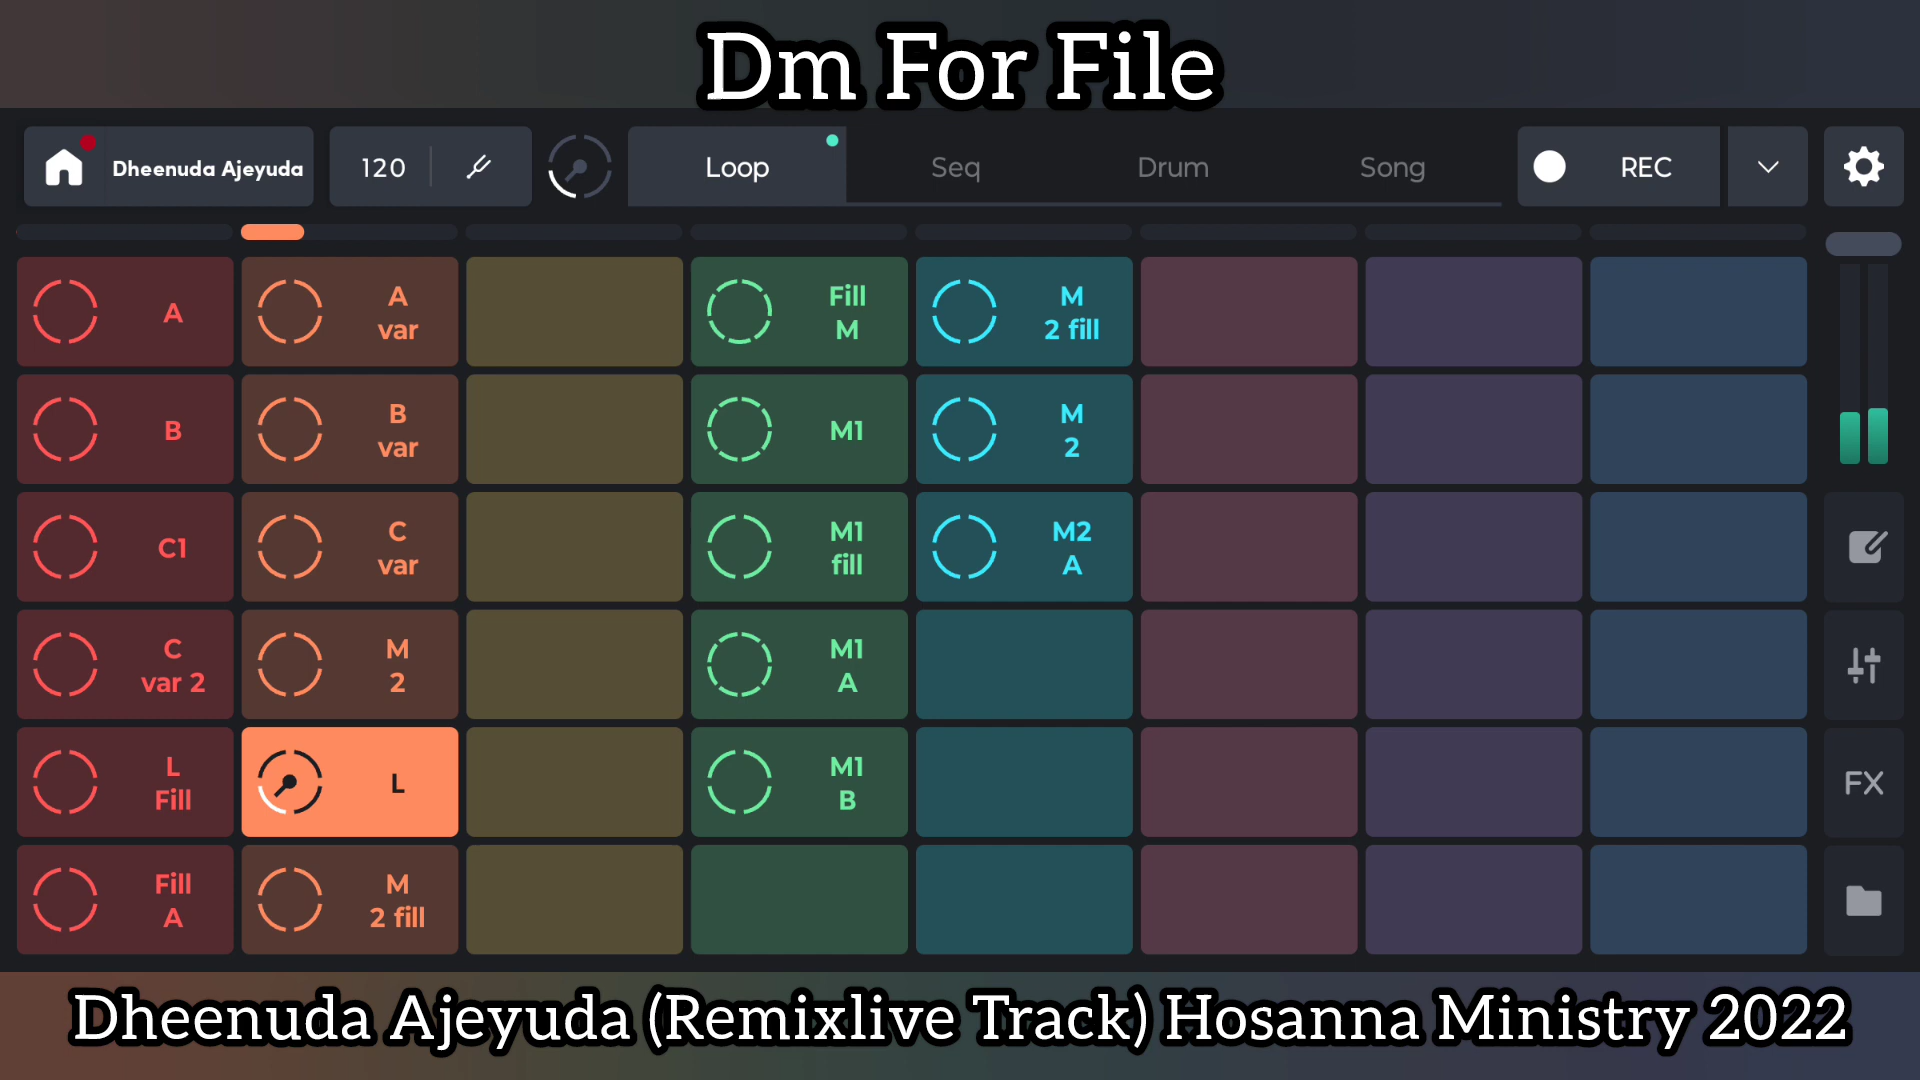 Dm For File
Dheenuda Ajeyuda
120
Loop
Seq
Drum
Song
REC
A
A
var
Fill
M
M
2 fill
B
B
var
M1
M
2
C1
C
var
M1
fill
M2
A
C
var 2
M
2
M1
A
L
Fill
L
M1
B
FX
Fill
A
M
2 fill
Dheenuda Ajeyuda (Remixlive Track) Hosanna Ministry 2022